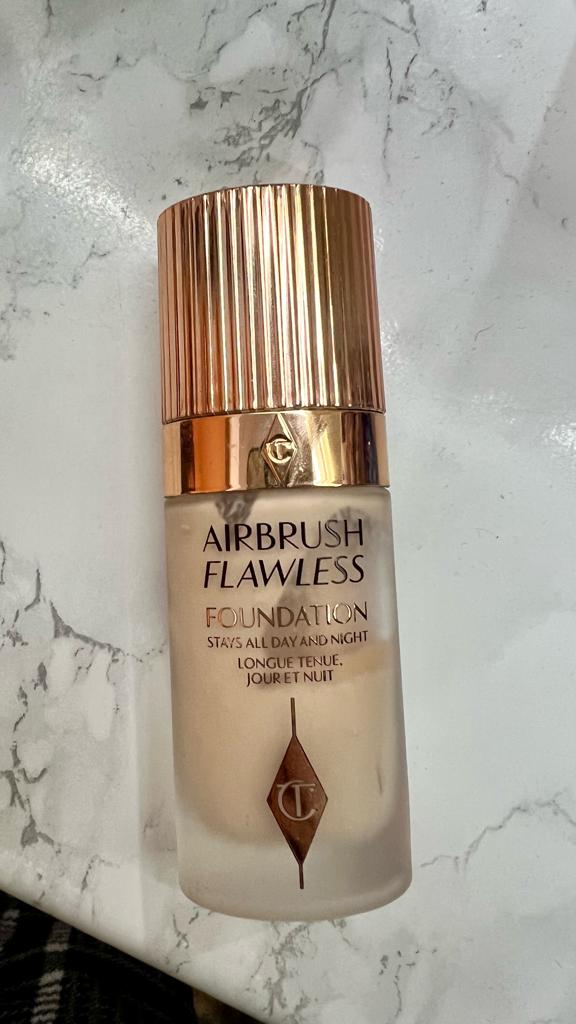 CT
AIRBRUSH
FLAWLESS
FOUNDATION
STAYS ALL DAY AND NIGHT
LONGUE TENUE,
JOUR ET NUIT
CT